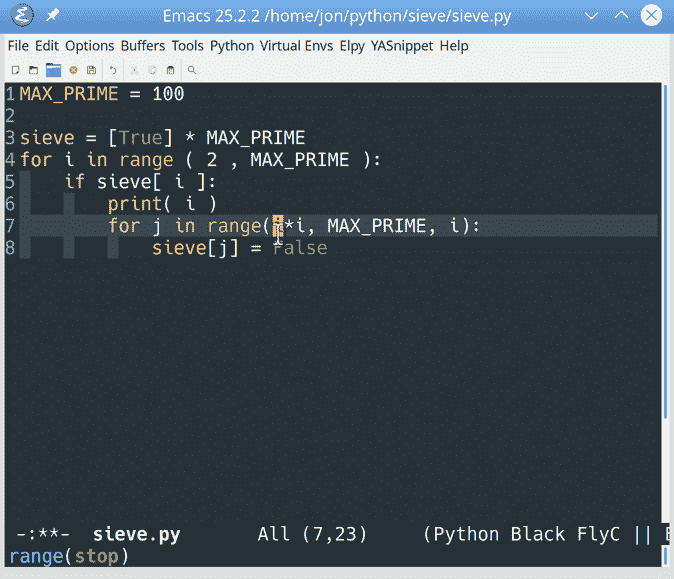 Emacs 25.2.2 /home/jon/python/sieve/sieve.py
File Edit Options Buffers Tools Python Virtual Envs Elpy YASnippet Help
1 MAX_PRIME = 100
2
3 sieve = [True] * MAX_PRIME
4 for i in range ( 2 , MAX_PRIME ):
5     if sieve[ i ]:
6         print( i )
7         for j in range(i*i, MAX_PRIME, i):
8             sieve[j] = False
-:**-  sieve.py       All (7,23)     (Python Black FlyC || E
range(stop)